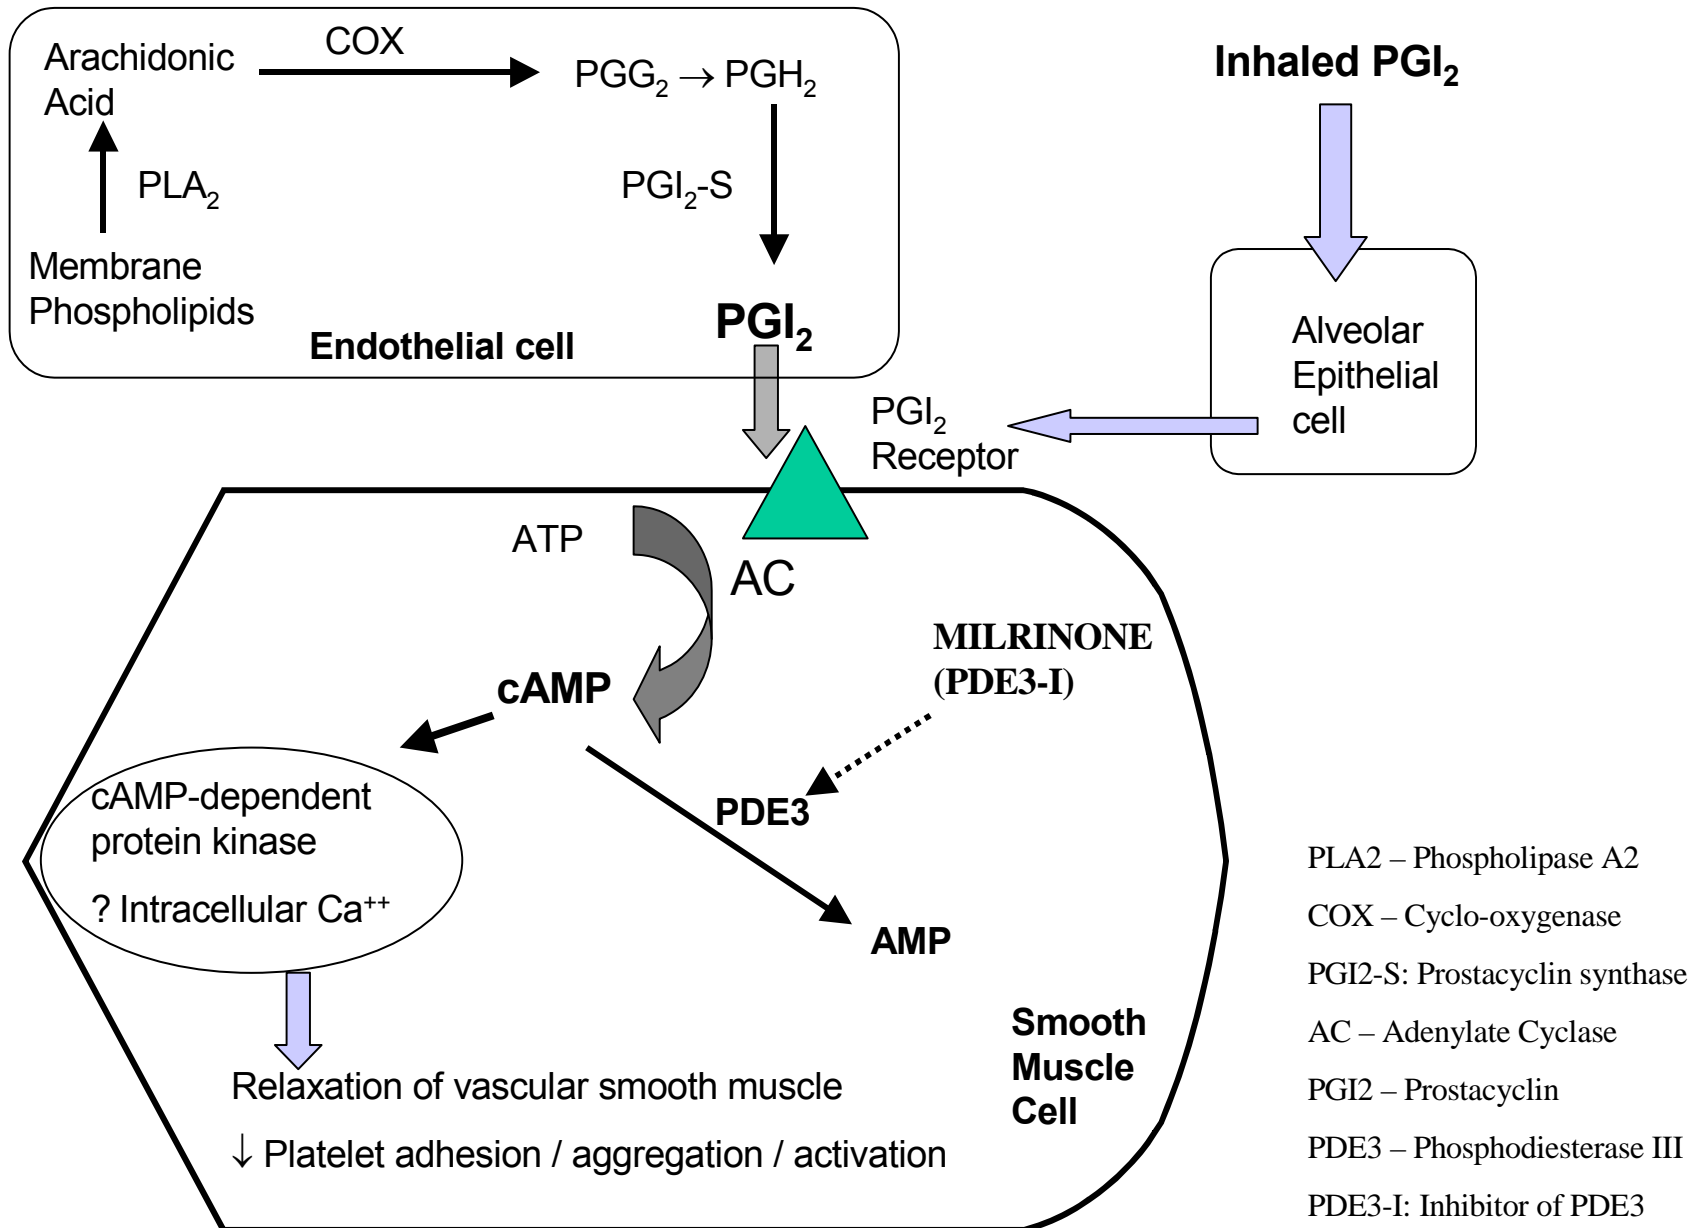 Arachidonic
Acid
COX
PGG₂ → PGH₂
PLA₂
PGI₂-S
Membrane
Phospholipids
PGI₂
Endothelial cell
Inhaled PGI₂
Alveolar
Epithelial
cell
PGI₂
Receptor
ATP
AC
MILRINONE
(PDE3-I)
cAMP
PDE3
cAMP-dependent
protein kinase
? Intracellular Ca⁺⁺
AMP
Smooth
Muscle
Cell
Relaxation of vascular smooth muscle
↓ Platelet adhesion / aggregation / activation
PLA2 – Phospholipase A2
COX – Cyclo-oxygenase
PGI2-S: Prostacyclin synthase
AC – Adenylate Cyclase
PGI2 – Prostacyclin
PDE3 – Phosphodiesterase III
PDE3-I: Inhibitor of PDE3